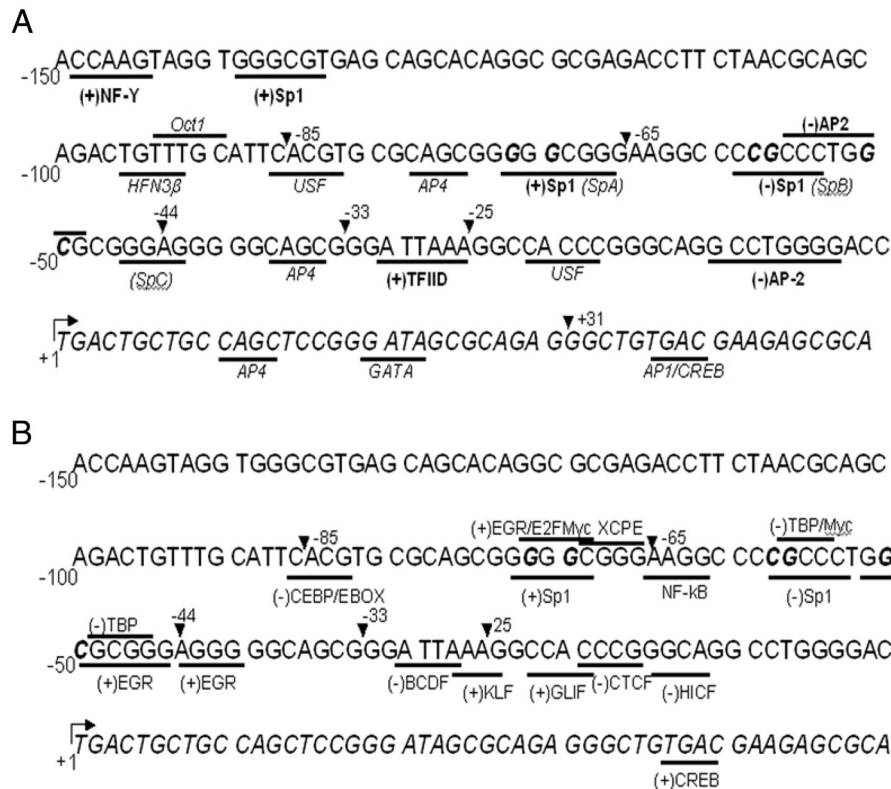 A
ACCAAGTAGG TGGGCGTGAG CAGCACAGGC GCGAGACCTT CTAACGCAGC
-150
(+)NF-Y (+)Sp1
Oct1 -85 -65 (-)AP2
AGACTGTTTG CATTCACGTG CGCAGCGGGG GCGGGAAGGC CCCGCCCTGG
-100
HFN3β USF AP4 (+)Sp1 (SpA) (-)Sp1 (SpB)
-44 -33 -25
CGCGGGAGGG GGCAGCGGGA TTAAAGGCCA CCCGGGCAGG CCTGGGGACC
-50
(SpC) AP4 (+)TFIID USF (-)AP-2
+31
TGACTGCTGC CAGCTCCGGG ATAGCGCAGA GGGCTGTGAC GAAGAGCGCA
+1
AP4 GATA AP1/CREB
B
ACCAAGTAGG TGGGCGTGAG CAGCACAGGC GCGAGACCTT CTAACGCAGC
-150
-85 (+)EGR/E2FMyc XCPE -65 (-)TBP/Myc
AGACTGTTTG CATTCACGTG CGCAGCGGGG GCGGGAAGGC CCCGCCCTGG
-100
(-)CEBP/EBOX (+)Sp1 NF-kB (-)Sp1
(-)TBP -44 -33 25
CGCGGGAGGG GGCAGCGGGA TTAAAGGCCA CCCGGGCAGG CCTGGGGAC
-50
(+)EGR (+)EGR (-)BCDF (+)KLF (+)GLIF (-)CTCF (-)HICF
TGACTGCTGC CAGCTCCGGG ATAGCGCAGA GGGCTGTGAC GAAGAGCGCA
+1
(+)CREB